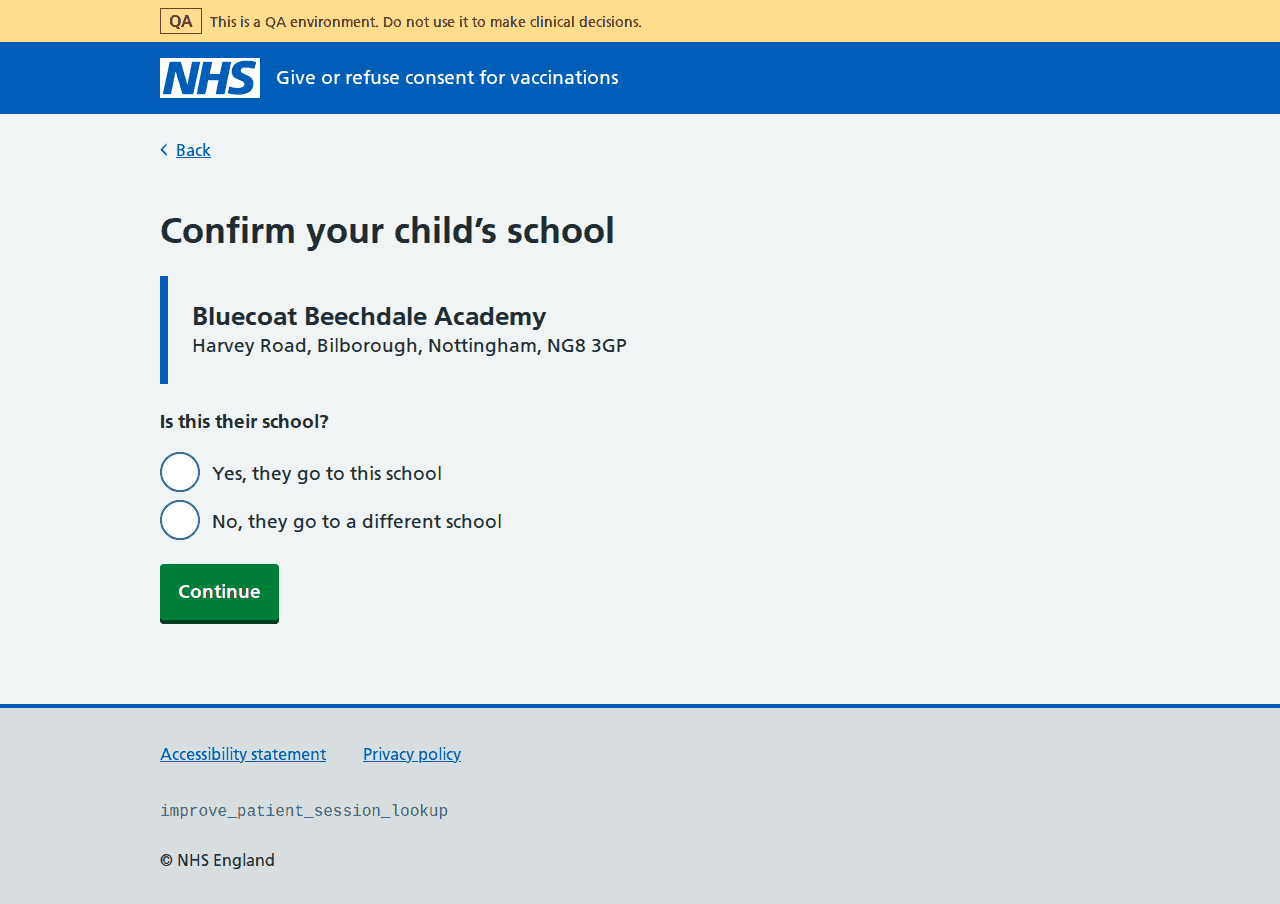 QA This is a QA environment. Do not use it to make clinical decisions.
NHS Give or refuse consent for vaccinations
Back
Confirm your child’s school
Bluecoat Beechdale Academy
Harvey Road, Bilborough, Nottingham, NG8 3GP
Is this their school?
Yes, they go to this school
No, they go to a different school
Continue
Accessibility statement Privacy policy
improve_patient_session_lookup
© NHS England